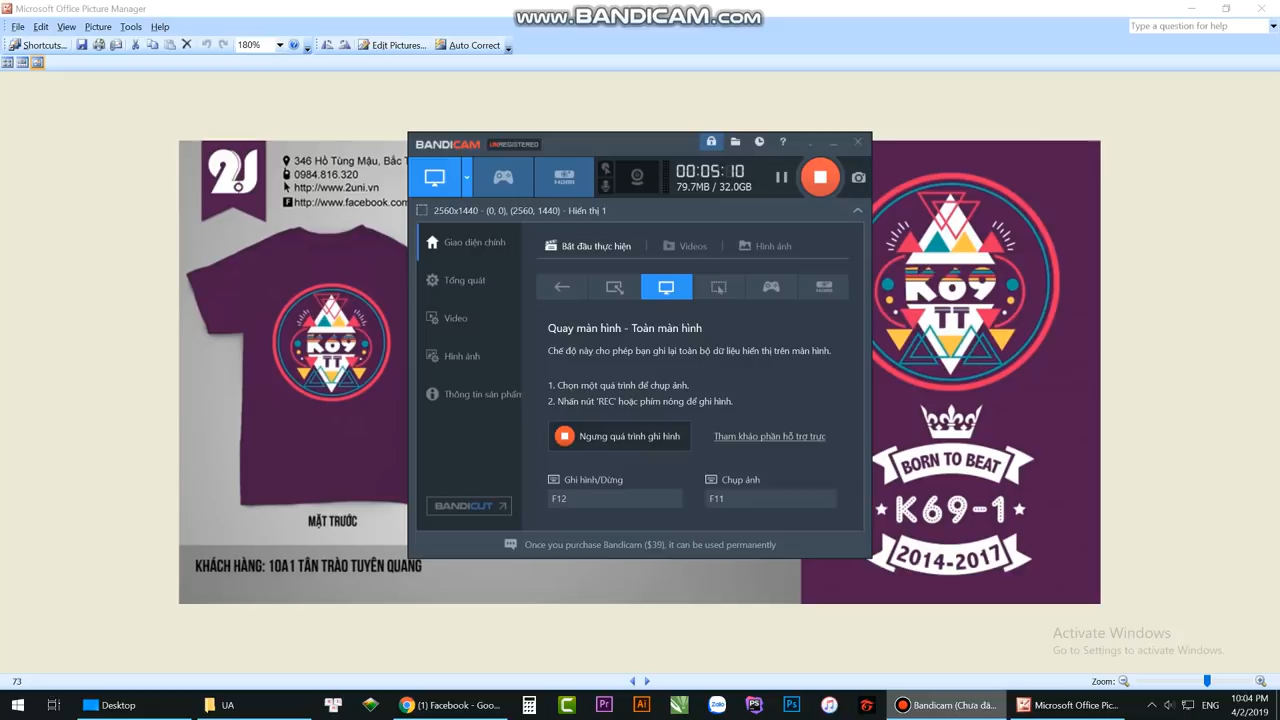 Microsoft Office Picture Manager
www.BANDICAM.com
File Edit View Picture Tools Help
Type a question for help
Shortcuts...
180%
Edit Pictures...
Auto Correct
2U
346 Hồ Tùng Mậu, Bắc T
0984.816.320
http://www.2uni.vn
http://www.facebook.com
K69
TT
MẶT TRƯỚC
KHÁCH HÀNG: 10A1 TÂN TRÀO TUYÊN QUANG
BANDICAM UNREGISTERED
HDMI
00:05:10
79.7MB / 32.0GB
2560x1440 - (0, 0), (2560, 1440) - Hiển thị 1
Giao diện chính
Tổng quát
Video
Hình ảnh
Thông tin sản phẩm
BANDICUT
Bắt đầu thực hiện
Videos
Hình ảnh
HDMI
Quay màn hình - Toàn màn hình
Chế độ này cho phép bạn ghi lại toàn bộ dữ liệu hiển thị trên màn hình.
1. Chọn một quá trình để chụp ảnh.
2. Nhấn nút 'REC' hoặc phím nóng để ghi hình.
Ngưng quá trình ghi hình
Tham khảo phần hỗ trợ trực
Ghi hình/Dừng
Chụp ảnh
F12
F11
Once you purchase Bandicam ($39), it can be used permanently
K69
TT
BORN TO BEAT
K69-1
2014-2017
Activate Windows
Go to Settings to activate Windows.
73
Zoom:
Desktop
UA
(1) Facebook - Goo...
Pr
Ai
Zalo
PS
Ps
Bandicam (Chưa đă...
Microsoft Office Pic...
ENG
10:04 PM
4/2/2019